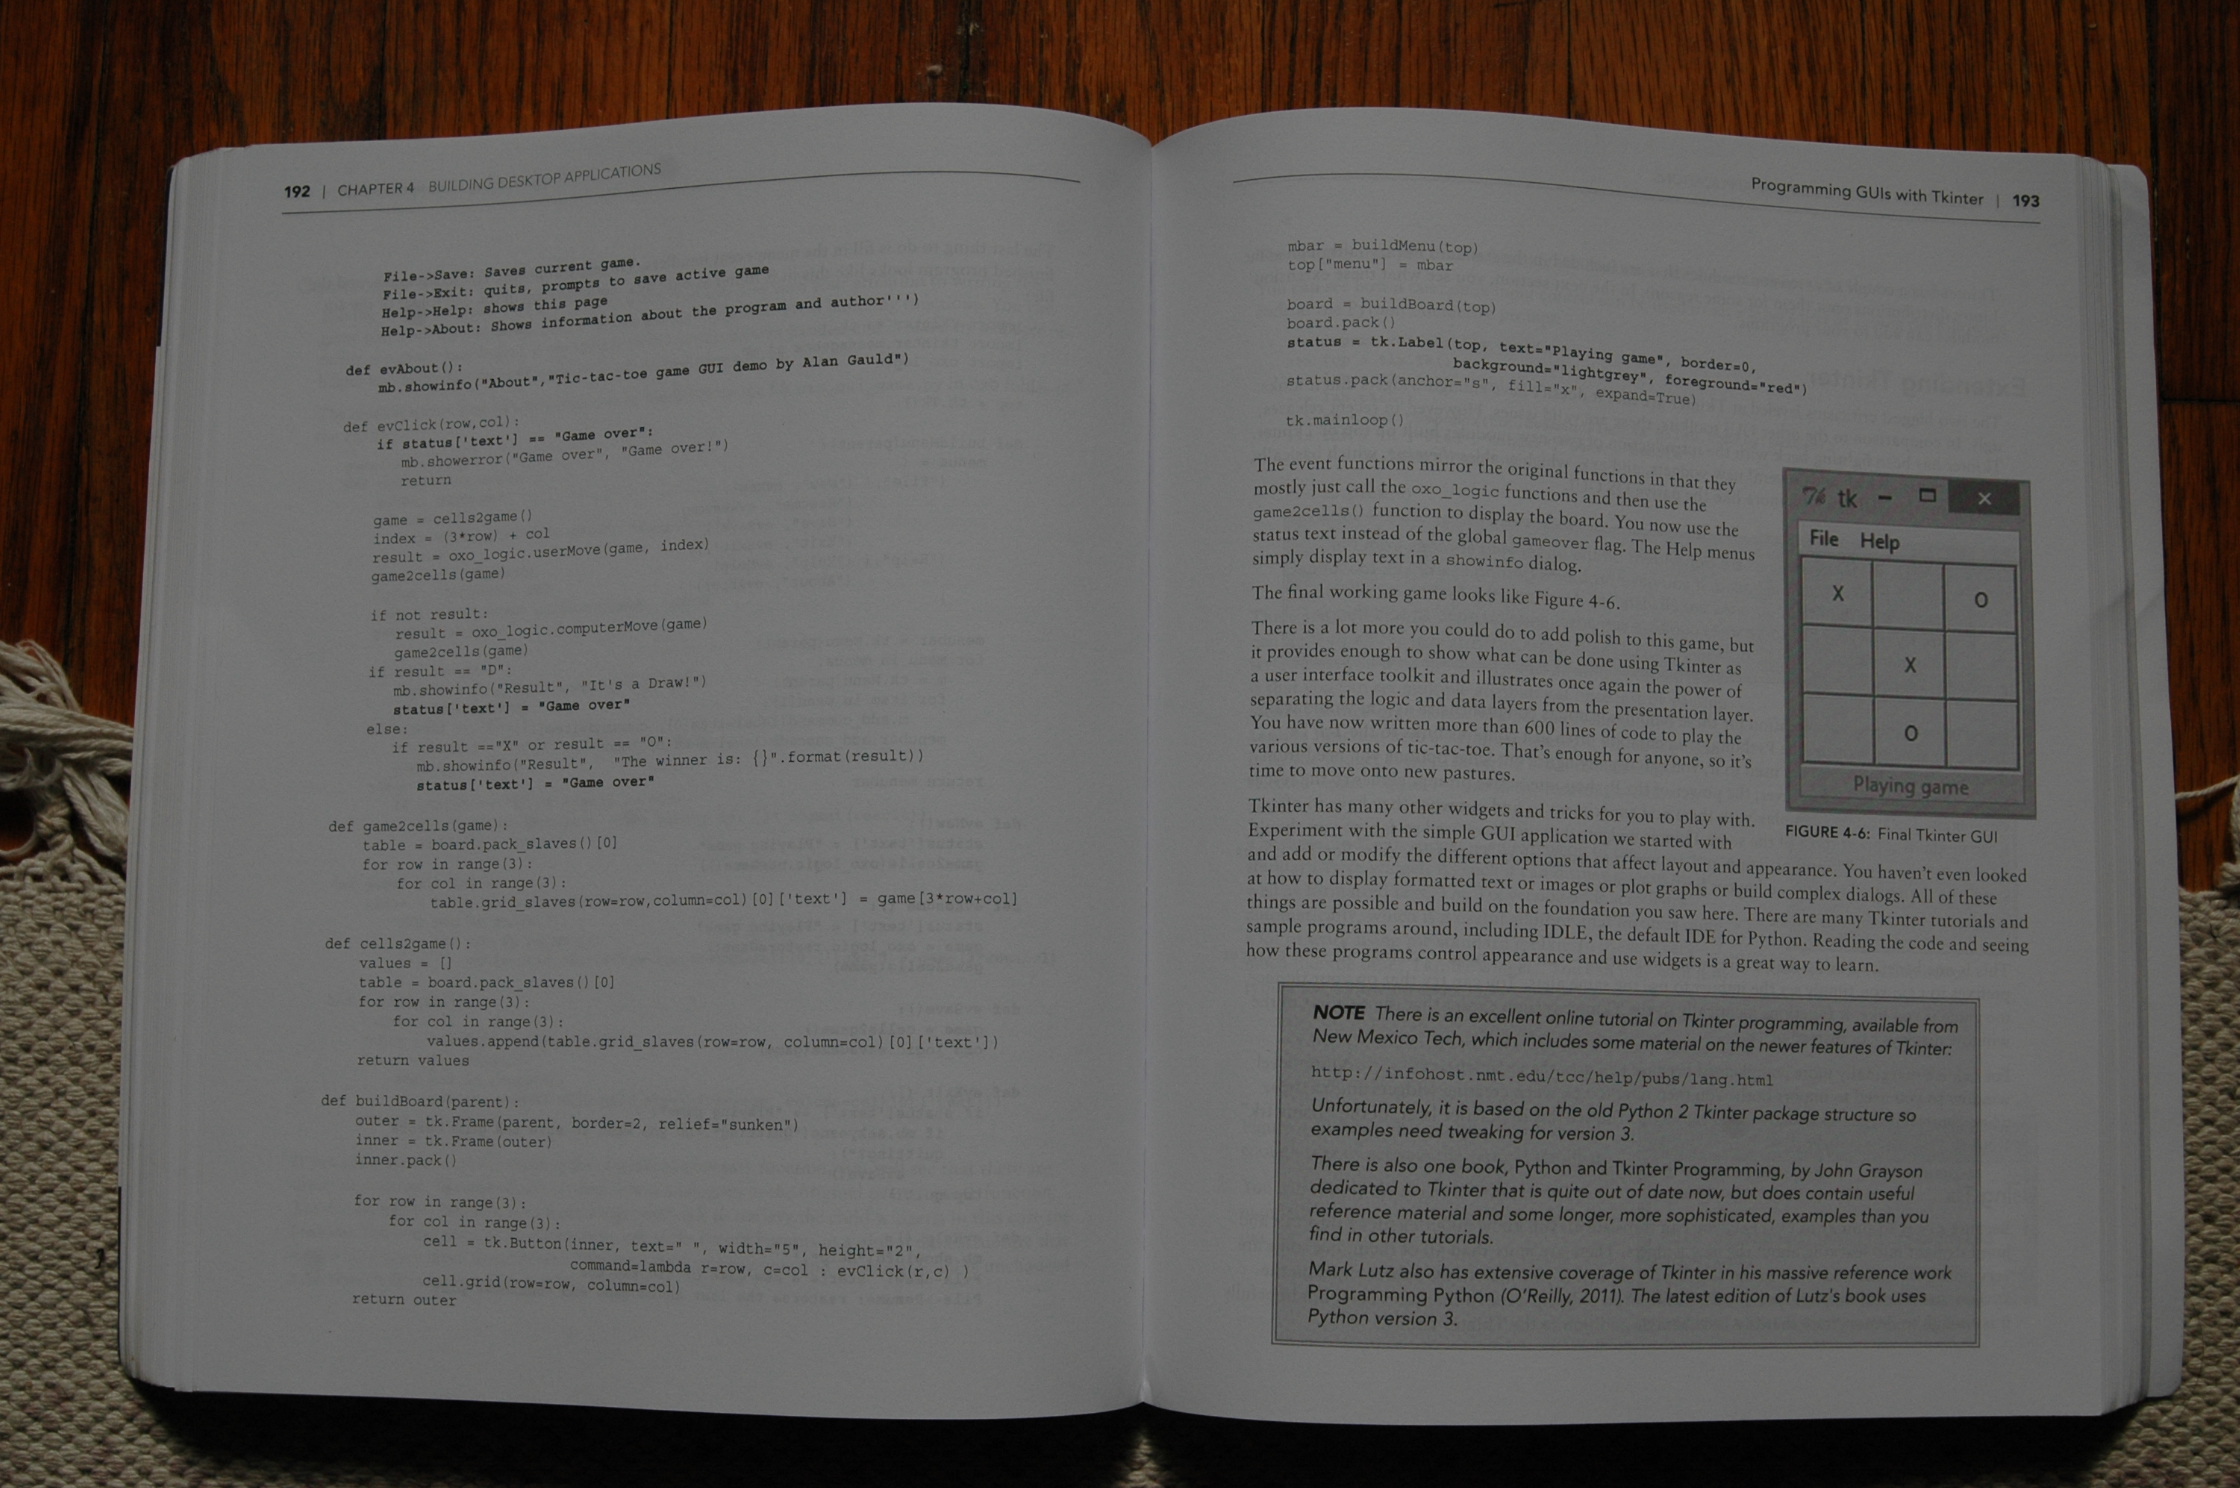 192 | CHAPTER 4 BUILDING DESKTOP APPLICATIONS
File->Save: Saves current game.
File->Exit: quits, prompts to save active game
Help->Help: shows this page
Help->About: Shows information about the program and author''')
def evAbout():
mb.showinfo("About","Tic-tac-toe game GUI demo by Alan Gauld")
def evClick(row,col):
if status['text'] == "Game over":
mb.showerror("Game over", "Game over!")
return
game = cells2game()
index = (3*row) + col
result = oxo_logic.userMove(game, index)
game2cells(game)
if not result:
result = oxo_logic.computerMove(game)
game2cells(game)
if result == "D":
mb.showinfo("Result", "It's a Draw!")
status['text'] = "Game over"
else:
if result =="X" or result == "O":
mb.showinfo("Result", "The winner is: {}".format(result))
status['text'] = "Game over"
def game2cells(game):
table = board.pack_slaves()[0]
for row in range(3):
for col in range(3):
table.grid_slaves(row=row,column=col)[0]['text'] = game[3*row+col]
def cells2game():
values = []
table = board.pack_slaves()[0]
for row in range(3):
for col in range(3):
values.append(table.grid_slaves(row=row, column=col)[0]['text'])
return values
def buildBoard(parent):
outer = tk.Frame(parent, border=2, relief="sunken")
inner = tk.Frame(outer)
inner.pack()
for row in range(3):
for col in range(3):
cell = tk.Button(inner, text=" ", width="5", height="2",
command=lambda r=row, c=col : evClick(r,c) )
cell.grid(row=row, column=col)
return outer
Programming GUIs with Tkinter | 193
mbar = buildMenu(top)
top["menu"] = mbar
board = buildBoard(top)
board.pack()
status = tk.Label(top, text="Playing game", border=0,
background="lightgrey", foreground="red")
status.pack(anchor="s", fill="x", expand=True)
tk.mainloop()
The event functions mirror the original functions in that they
mostly just call the oxo_logic functions and then use the
game2cells() function to display the board. You now use the
status text instead of the global gameover flag. The Help menus
simply display text in a showinfo dialog.
The final working game looks like Figure 4-6.
There is a lot more you could do to add polish to this game, but
it provides enough to show what can be done using Tkinter as
a user interface toolkit and illustrates once again the power of
separating the logic and data layers from the presentation layer.
You have now written more than 600 lines of code to play the
various versions of tic-tac-toe. That's enough for anyone, so it's
time to move onto new pastures.
tk – □ ×
File Help
X O
X
O
Playing game
FIGURE 4-6: Final Tkinter GUI
Tkinter has many other widgets and tricks for you to play with.
Experiment with the simple GUI application we started with
and add or modify the different options that affect layout and appearance. You haven't even looked
at how to display formatted text or images or plot graphs or build complex dialogs. All of these
things are possible and build on the foundation you saw here. There are many Tkinter tutorials and
sample programs around, including IDLE, the default IDE for Python. Reading the code and seeing
how these programs control appearance and use widgets is a great way to learn.
NOTE There is an excellent online tutorial on Tkinter programming, available from
New Mexico Tech, which includes some material on the newer features of Tkinter:
http://infohost.nmt.edu/tcc/help/pubs/lang.html
Unfortunately, it is based on the old Python 2 Tkinter package structure so
examples need tweaking for version 3.
There is also one book, Python and Tkinter Programming, by John Grayson
dedicated to Tkinter that is quite out of date now, but does contain useful
reference material and some longer, more sophisticated, examples than you
find in other tutorials.
Mark Lutz also has extensive coverage of Tkinter in his massive reference work
Programming Python (O'Reilly, 2011). The latest edition of Lutz's book uses
Python version 3.